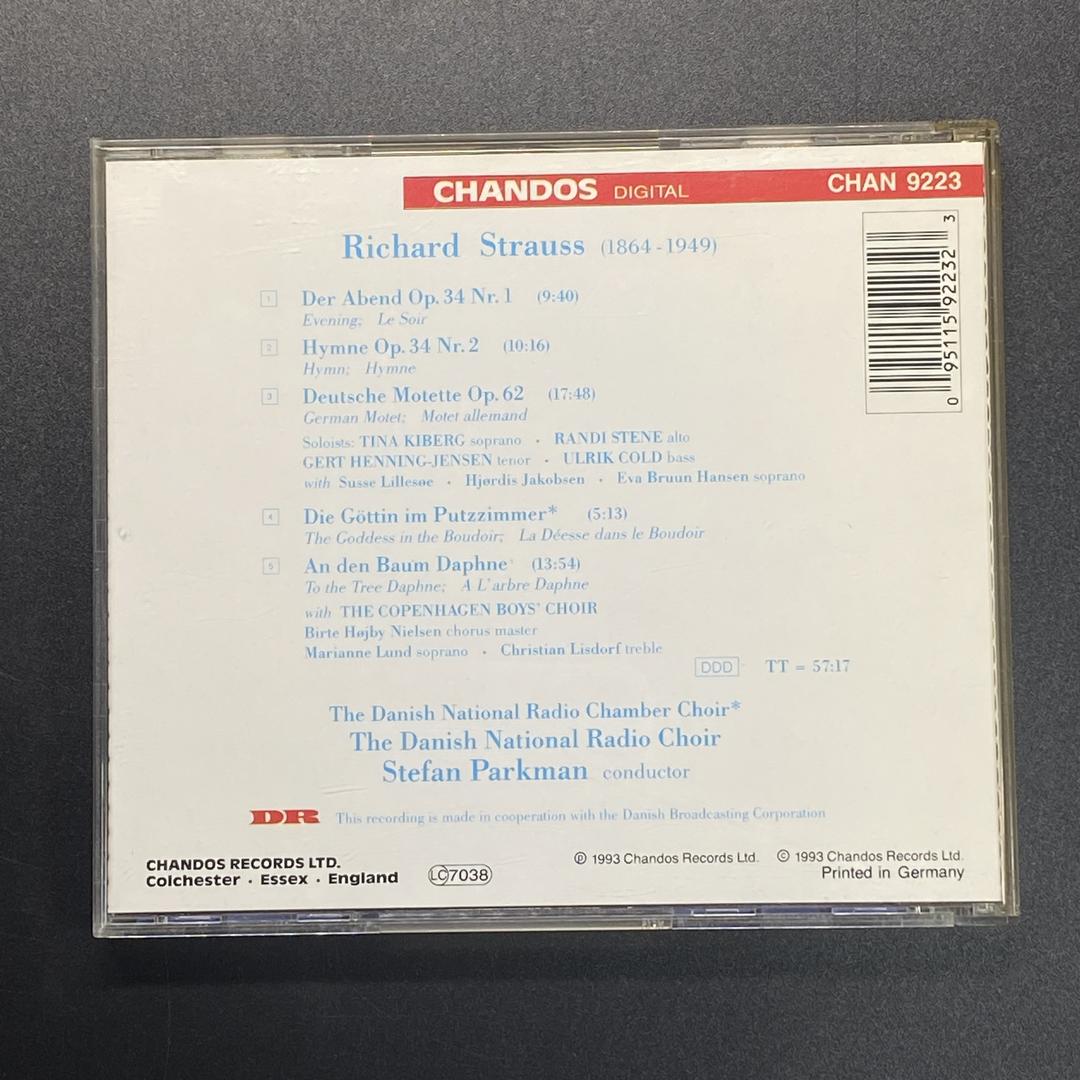 CHANDOS DIGITAL CHAN 9223
Richard Strauss (1864-1949)
1 Der Abend Op. 34 Nr. 1 (9:40)
Evening; Le Soir
2 Hymne Op. 34 Nr. 2 (10:16)
Hymn; Hymne
3 Deutsche Motette Op. 62 (17:48)
German Motet; Motet allemand
Soloists: TINA KIBERG soprano · RANDI STENE alto
GERT HENNING-JENSEN tenor · ULRIK COLD bass
with Susse Lillesøe · Hjørdis Jakobsen · Eva Bruun Hansen soprano
4 Die Göttin im Putzzimmer* (5:13)
The Goddess in the Boudoir; La Déesse dans le Boudoir
5 An den Baum Daphne (13:54)
To the Tree Daphne; A L'arbre Daphne
with THE COPENHAGEN BOYS' CHOIR
Birte Højby Nielsen chorus master
Marianne Lund soprano · Christian Lisdorf treble
DDD TT = 57:17
The Danish National Radio Chamber Choir*
The Danish National Radio Choir
Stefan Parkman conductor
DR This recording is made in cooperation with the Danish Broadcasting Corporation
CHANDOS RECORDS LTD.
Colchester · Essex · England
LC 7038
℗ 1993 Chandos Records Ltd. © 1993 Chandos Records Ltd.
Printed in Germany
0 95115 92232 3